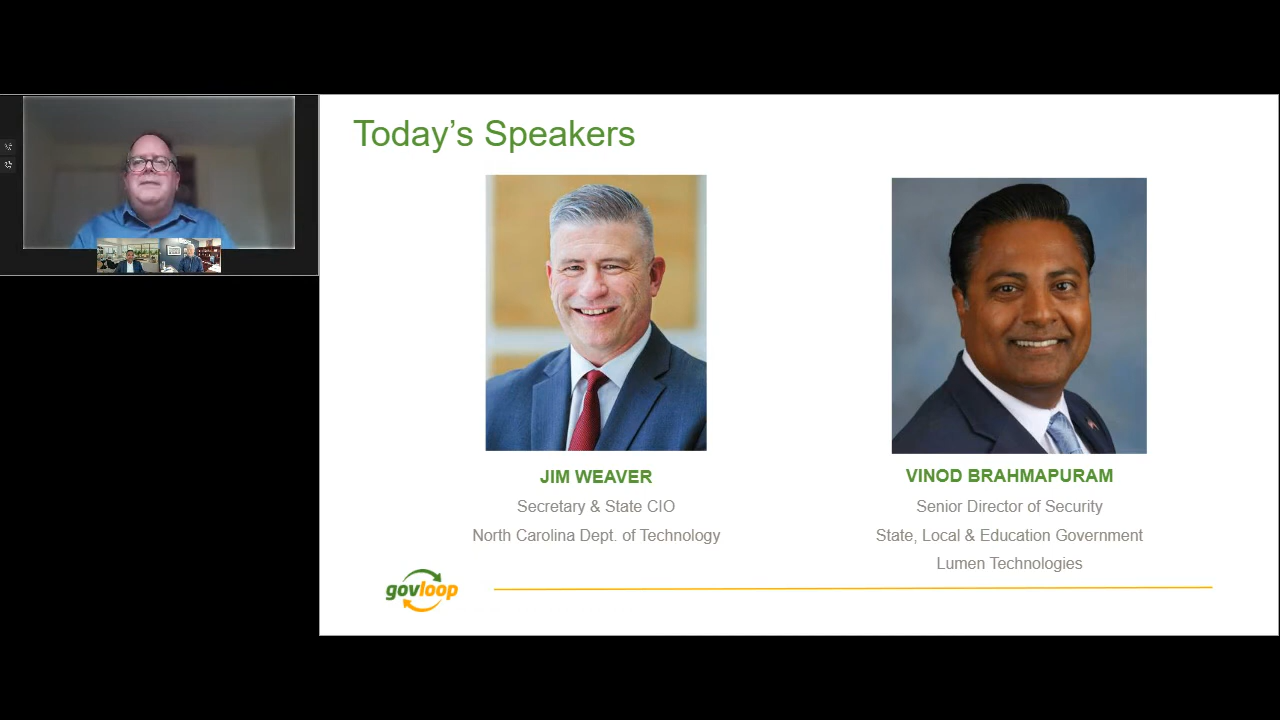 Today's Speakers
JIM WEAVER
Secretary & State CIO
North Carolina Dept. of Technology
VINOD BRAHMAPURAM
Senior Director of Security
State, Local & Education Government
Lumen Technologies
govloop